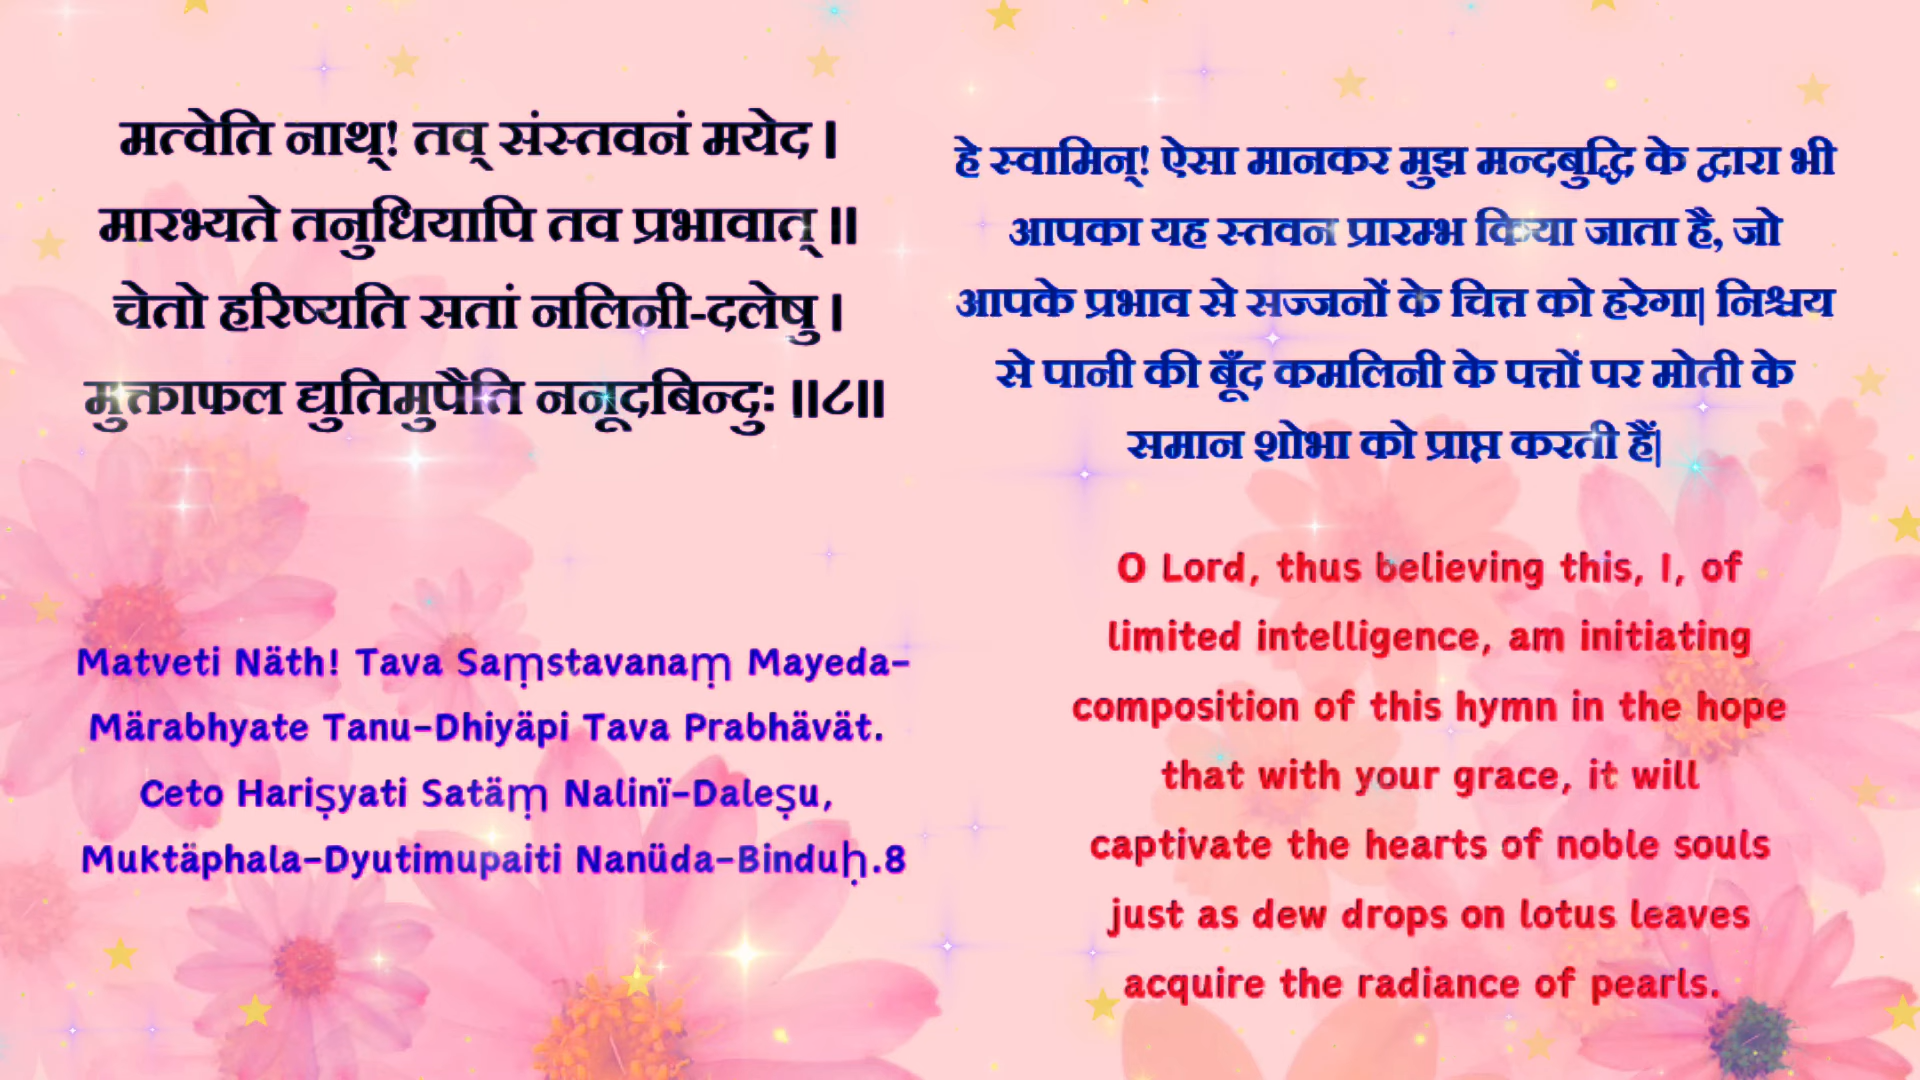 मत्वेति नाथ्! तव् संस्तवनं मयेद ।
मारभ्यते तनुधियापि तव प्रभावात् ॥
चेतो हरिष्यति सतां नलिनी-दलेषु ।
मुक्ताफल द्युतिमुपैति ननूदबिन्दुः ॥८॥
Matveti Näth! Tava Saṃstavanaṃ Mayeda-
Märabhyate Tanu-Dhiyäpi Tava Prabhävät.
Ceto Hariṣyati Satäṃ Nalinï-Daleṣu,
Muktäphala-Dyutimupaiti Nanüda-Binduḥ.8
हे स्वामिन्! ऐसा मानकर मुझ मन्दबुद्धि के द्वारा भी
आपका यह स्तवन प्रारम्भ किया जाता है, जो
आपके प्रभाव से सज्जनों के चित्त को हरेगा| निश्चय
से पानी की बूँद कमलिनी के पत्तों पर मोती के
समान शोभा को प्राप्त करती हैं|
O Lord, thus believing this, I, of
limited intelligence, am initiating
composition of this hymn in the hope
that with your grace, it will
captivate the hearts of noble souls
just as dew drops on lotus leaves
acquire the radiance of pearls.